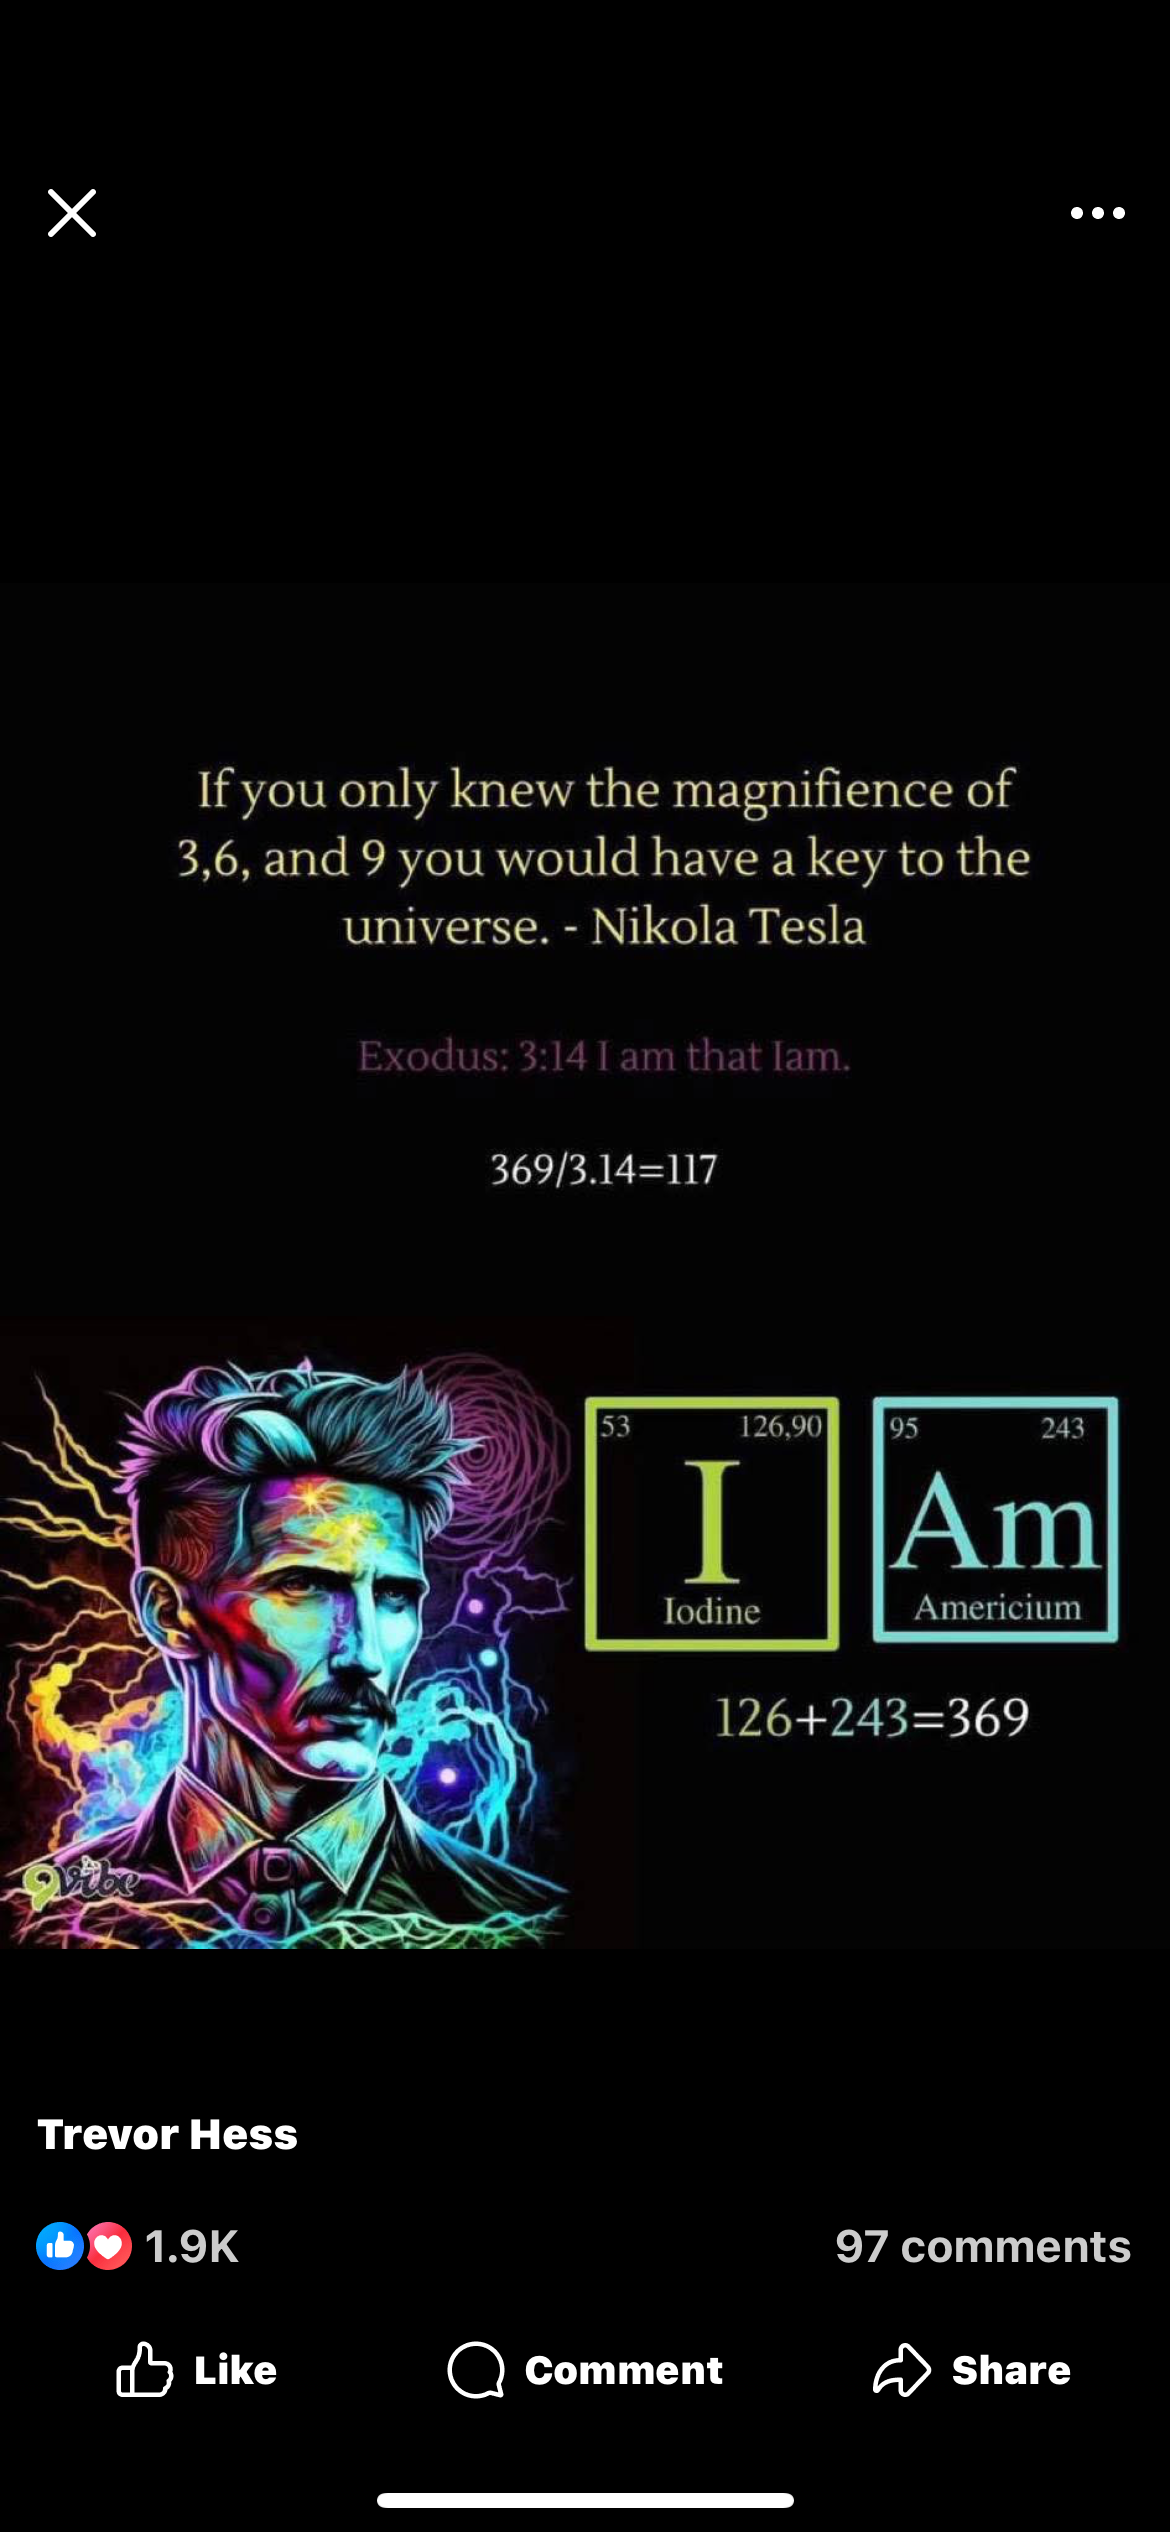 If you only knew the magnifience of
3,6, and 9 you would have a key to the
universe. - Nikola Tesla
Exodus: 3:14 I am that Iam.
369/3.14=117
53 126,90
I
Iodine
95 243
Am
Americium
126+243=369
9Vibe
Trevor Hess
1.9K 97 comments
Like Comment Share